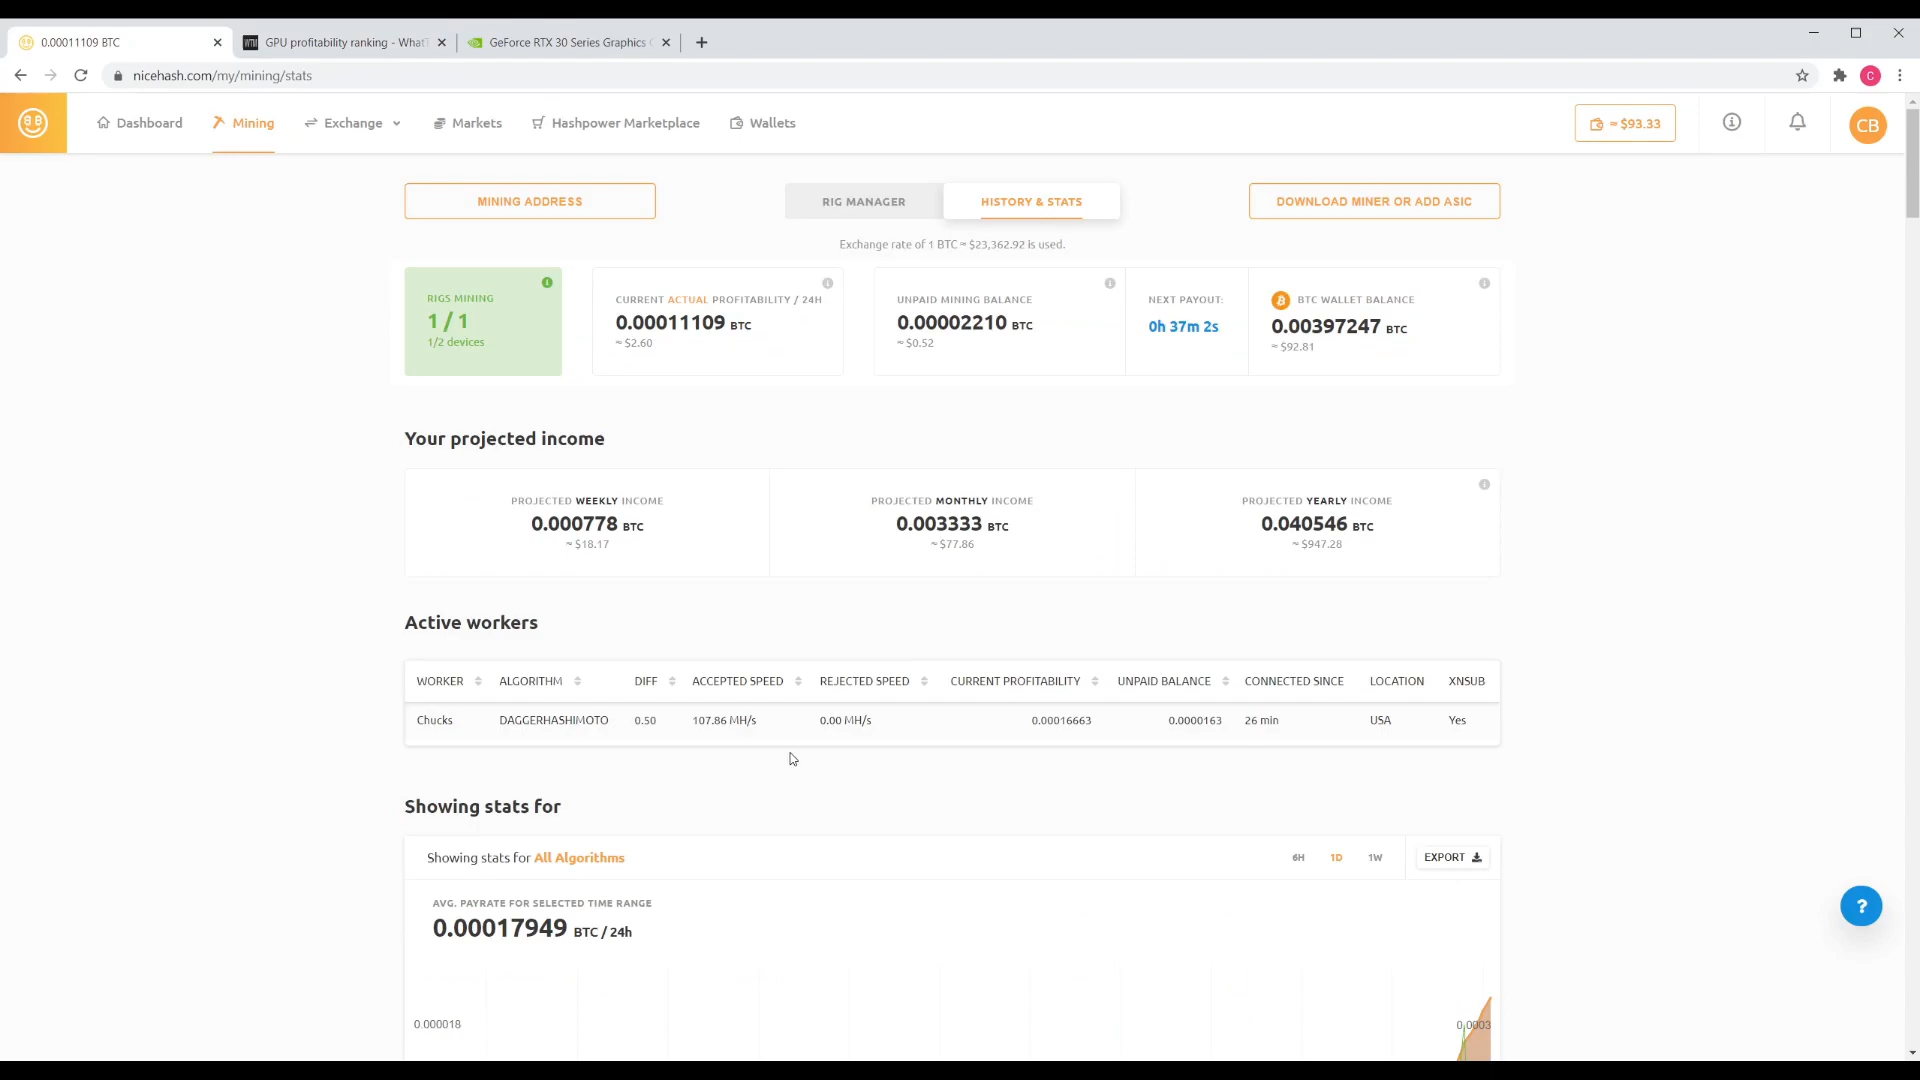 0.00011109 BTC
GPU profitability ranking - What
GeForce RTX 30 Series Graphics
nicehash.com/my/mining/stats
C
Dashboard
Mining
Exchange
Markets
Hashpower Marketplace
Wallets
≈ $93.33
CB
MINING ADDRESS
RIG MANAGER
HISTORY & STATS
DOWNLOAD MINER OR ADD ASIC
Exchange rate of 1 BTC ≈ $23,362.92 is used.
RIGS MINING
1 / 1
1/2 devices
CURRENT ACTUAL PROFITABILITY / 24H
0.00011109 BTC
≈ $2.60
UNPAID MINING BALANCE
0.00002210 BTC
≈ $0.52
NEXT PAYOUT:
0h 37m 2s
BTC WALLET BALANCE
0.00397247 BTC
≈ $92.81
Your projected income
PROJECTED WEEKLY INCOME
0.000778 BTC
≈ $18.17
PROJECTED MONTHLY INCOME
0.003333 BTC
≈ $77.86
PROJECTED YEARLY INCOME
0.040546 BTC
≈ $947.28
Active workers
WORKER ALGORITHM DIFF ACCEPTED SPEED REJECTED SPEED CURRENT PROFITABILITY UNPAID BALANCE CONNECTED SINCE LOCATION XNSUB
Chucks DAGGERHASHIMOTO 0.50 107.86 MH/s 0.00 MH/s 0.00016663 0.0000163 26 min USA Yes
Showing stats for
Showing stats for All Algorithms
6H 1D 1W
EXPORT
AVG. PAYRATE FOR SELECTED TIME RANGE
0.00017949 BTC / 24h
0.000018
0.0003
?